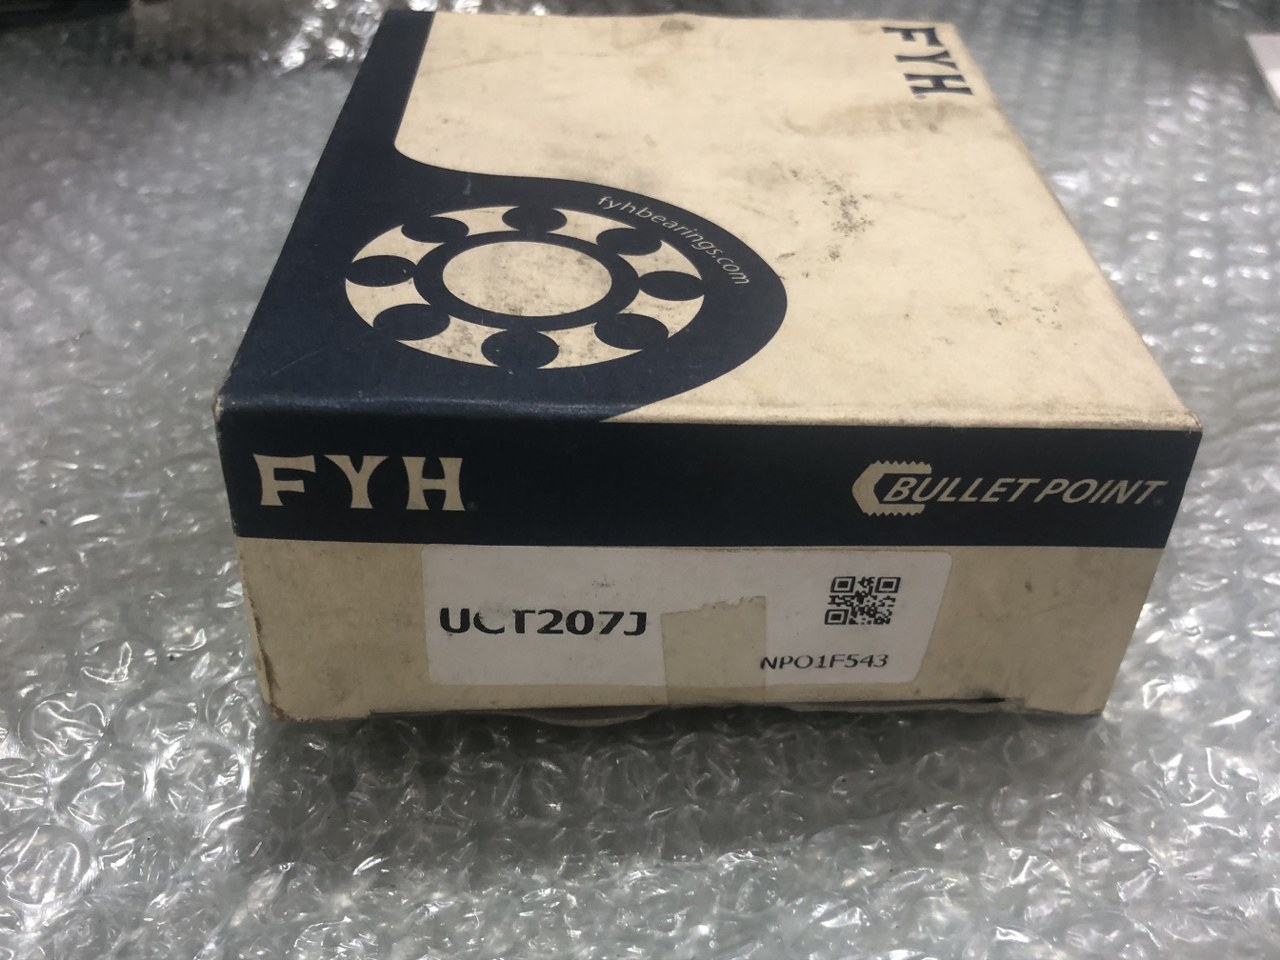 FYH
fyhbearings.com
FYH
BULLET POINT
UCT207J
NPO1F543